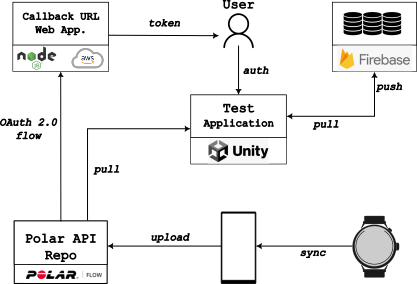 Callback URL
Web App.
node
JS
aws
token
User
Firebase
auth
push
Test
Application
Unity
pull
OAuth 2.0
flow
pull
Polar API
Repo
POLAR. FLOW
upload
sync